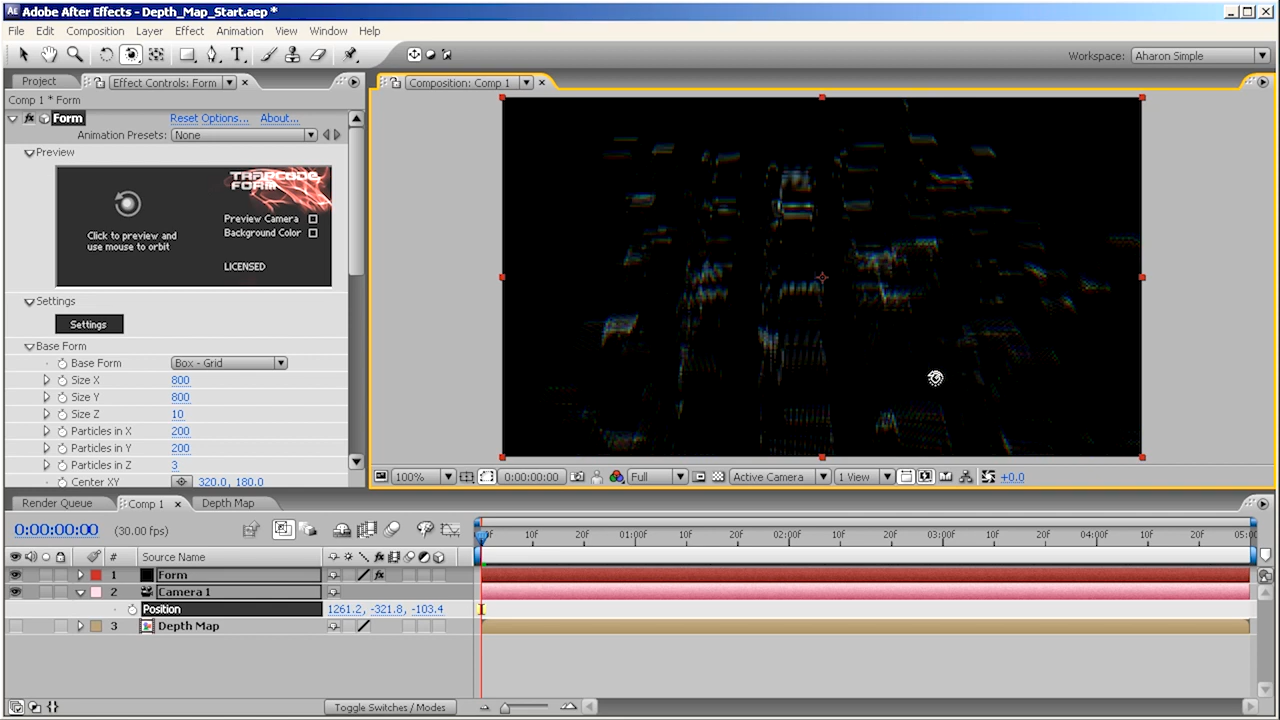 Adobe After Effects - Depth_Map_Start.aep *
File Edit Composition Layer Effect Animation View Window Help
Workspace: Aharon Simple
Project Effect Controls: Form
Composition: Comp 1
Comp 1 * Form
Form Reset Options... About...
Animation Presets: None
Preview
TRAPCODE
FORM
Preview Camera
Background Color
Click to preview and
use mouse to orbit
LICENSED
Settings
Settings
Base Form
Base Form Box - Grid
Size X 800
Size Y 800
Size Z 10
Particles in X 200
Particles in Y 200
Particles in Z 3
Center XY 320.0, 180.0
100% 0:00:00:00 Full Active Camera 1 View +0.0
Render Queue Comp 1 Depth Map
0:00:00:00 (30.00 fps)
0F 10F 20F 01:00F 10F 20F 02:00F 10F 20F 03:00F 10F 20F 04:00F 10F 20F 05:00
# Source Name
1 Form
2 Camera 1
Position 1261.2, -321.8, -103.4
3 Depth Map
Toggle Switches / Modes